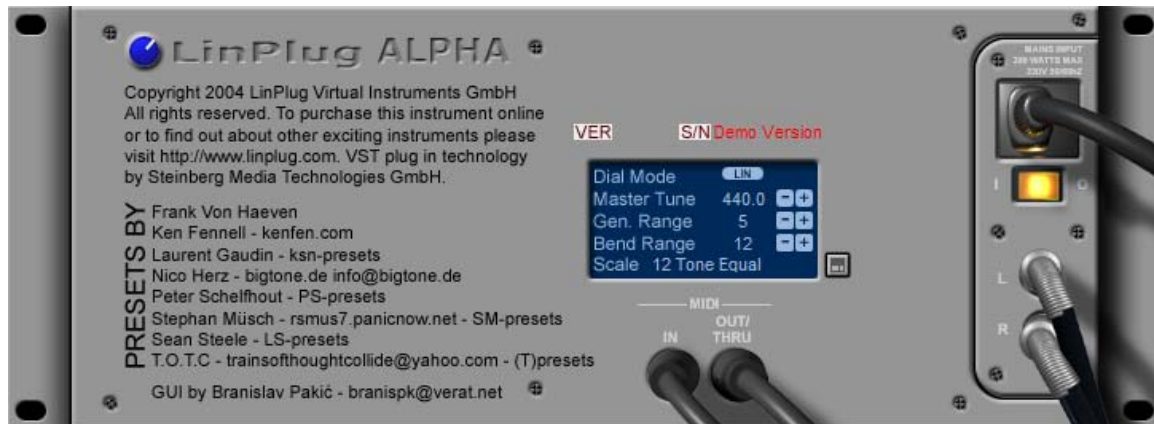 LinPlug ALPHA
Copyright 2004 LinPlug Virtual Instruments GmbH
All rights reserved. To purchase this instrument online
or to find out about other exciting instruments please
visit http://www.linplug.com. VST plug in technology
by Steinberg Media Technologies GmbH.
PRESETS BY
Frank Von Haeven
Ken Fennell - kenfen.com
Laurent Gaudin - ksn-presets
Nico Herz - bigtone.de info@bigtone.de
Peter Schelfhout - PS-presets
Stephan Müsch - rsmus7.panicnow.net - SM-presets
Sean Steele - LS-presets
T.O.T.C - trainsofthoughtcollide@yahoo.com - (T)presets
GUI by Branislav Pakić - branispk@verat.net
VER S/N Demo Version
Dial Mode LIN
Master Tune 440.0 - +
Gen. Range 5 - +
Bend Range 12 - +
Scale 12 Tone Equal
MIDI
IN OUT/
THRU
MAINS INPUT
WATTS MAX
230V
I O
L
R